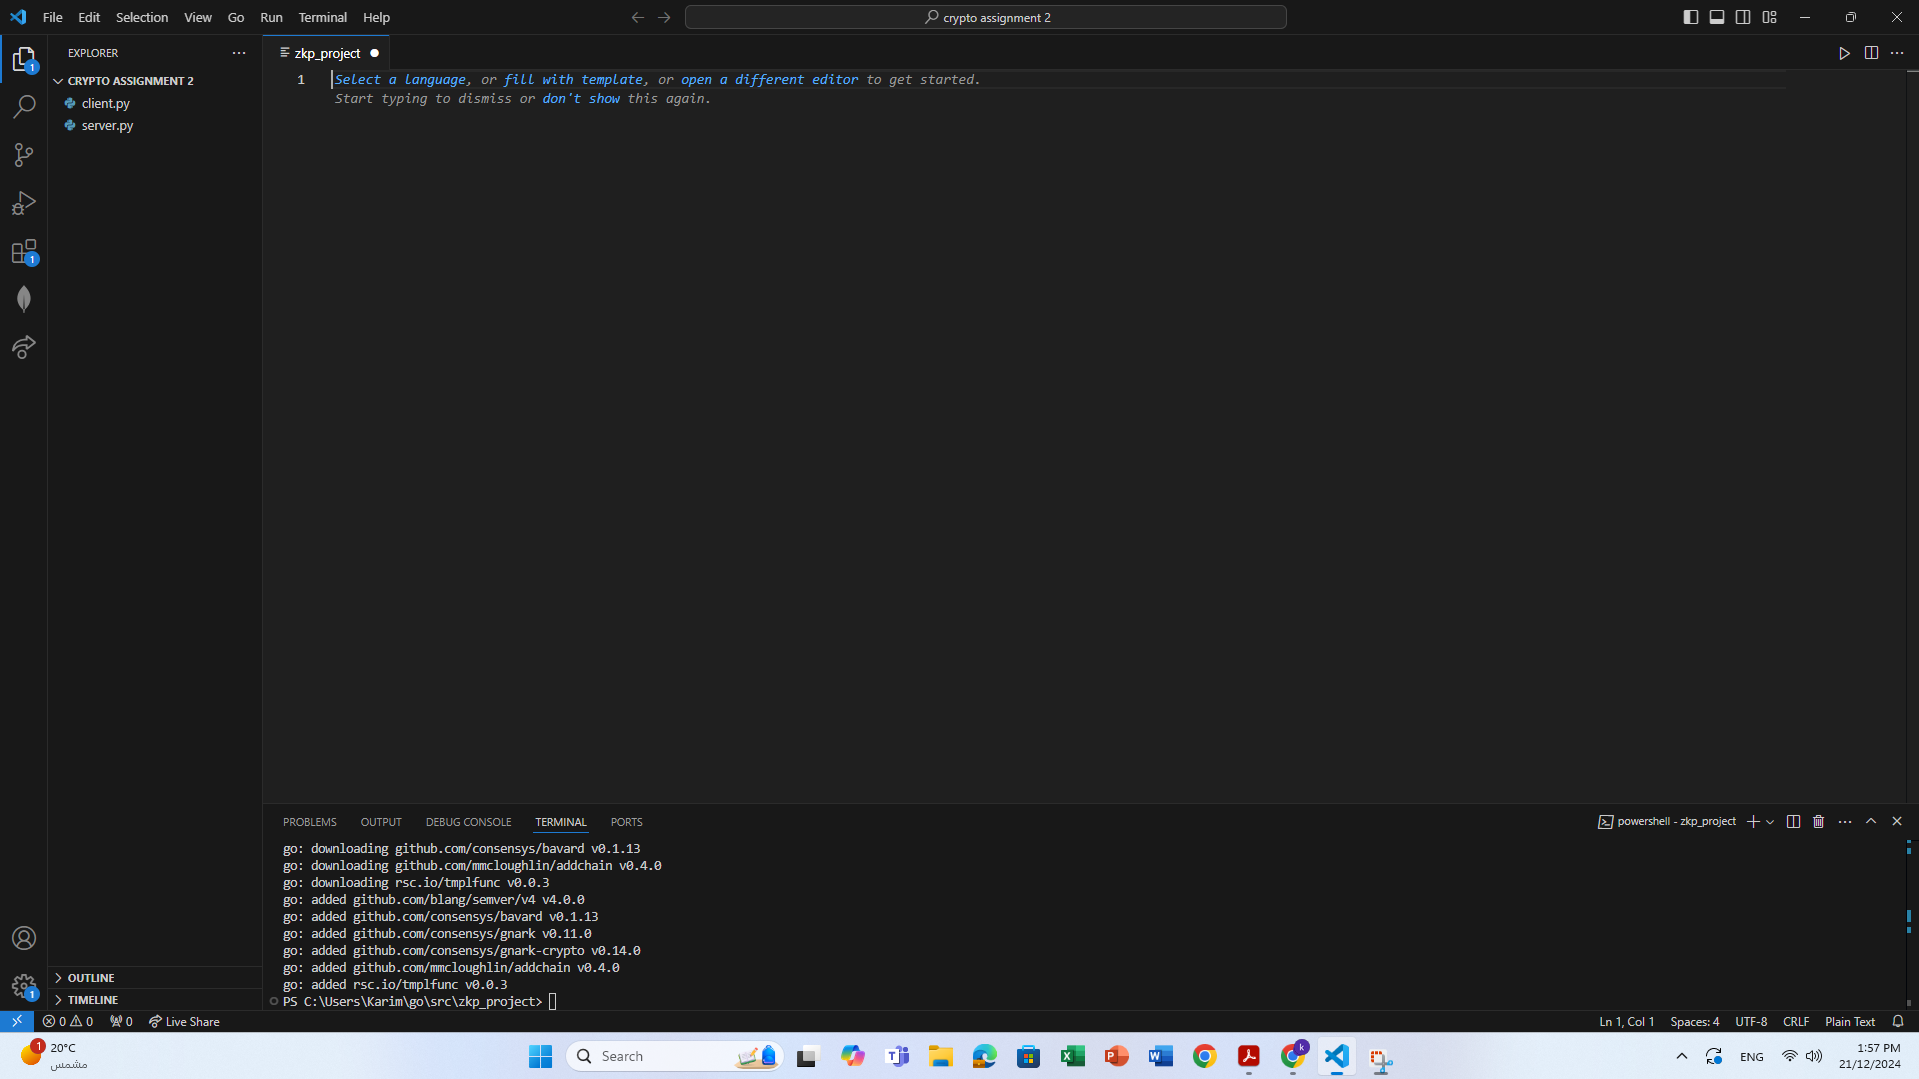 File Edit Selection View Go Run Terminal Help
crypto assignment 2
EXPLORER
CRYPTO ASSIGNMENT 2
client.py
server.py
OUTLINE
TIMELINE
zkp_project
1
Select a language, or fill with template, or open a different editor to get started.
Start typing to dismiss or don't show this again.
PROBLEMS OUTPUT DEBUG CONSOLE TERMINAL PORTS
powershell - zkp_project
go: downloading github.com/consensys/bavard v0.1.13
go: downloading github.com/mmcloughlin/addchain v0.4.0
go: downloading rsc.io/tmplfunc v0.0.3
go: added github.com/blang/semver/v4 v4.0.0
go: added github.com/consensys/bavard v0.1.13
go: added github.com/consensys/gnark v0.11.0
go: added github.com/consensys/gnark-crypto v0.14.0
go: added github.com/mmcloughlin/addchain v0.4.0
go: added rsc.io/tmplfunc v0.0.3
PS C:\Users\Karim\go\src\zkp_project>
1
1
1
0 0 0 Live Share
Ln 1, Col 1 Spaces: 4 UTF-8 CRLF Plain Text
1
20°C
مشمس
Search
k
ENG
1:57 PM
21/12/2024